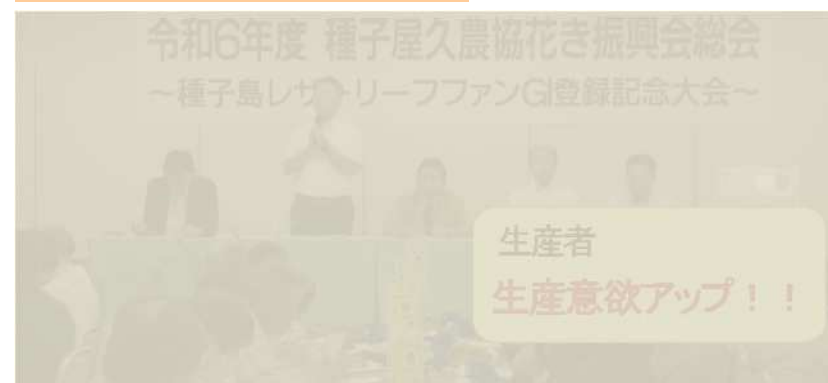 令和6年度 種子屋久農協花き振興会総会
～種子島レザーリーフファンGI登録記念大会～
生産者
生産意欲アップ！！